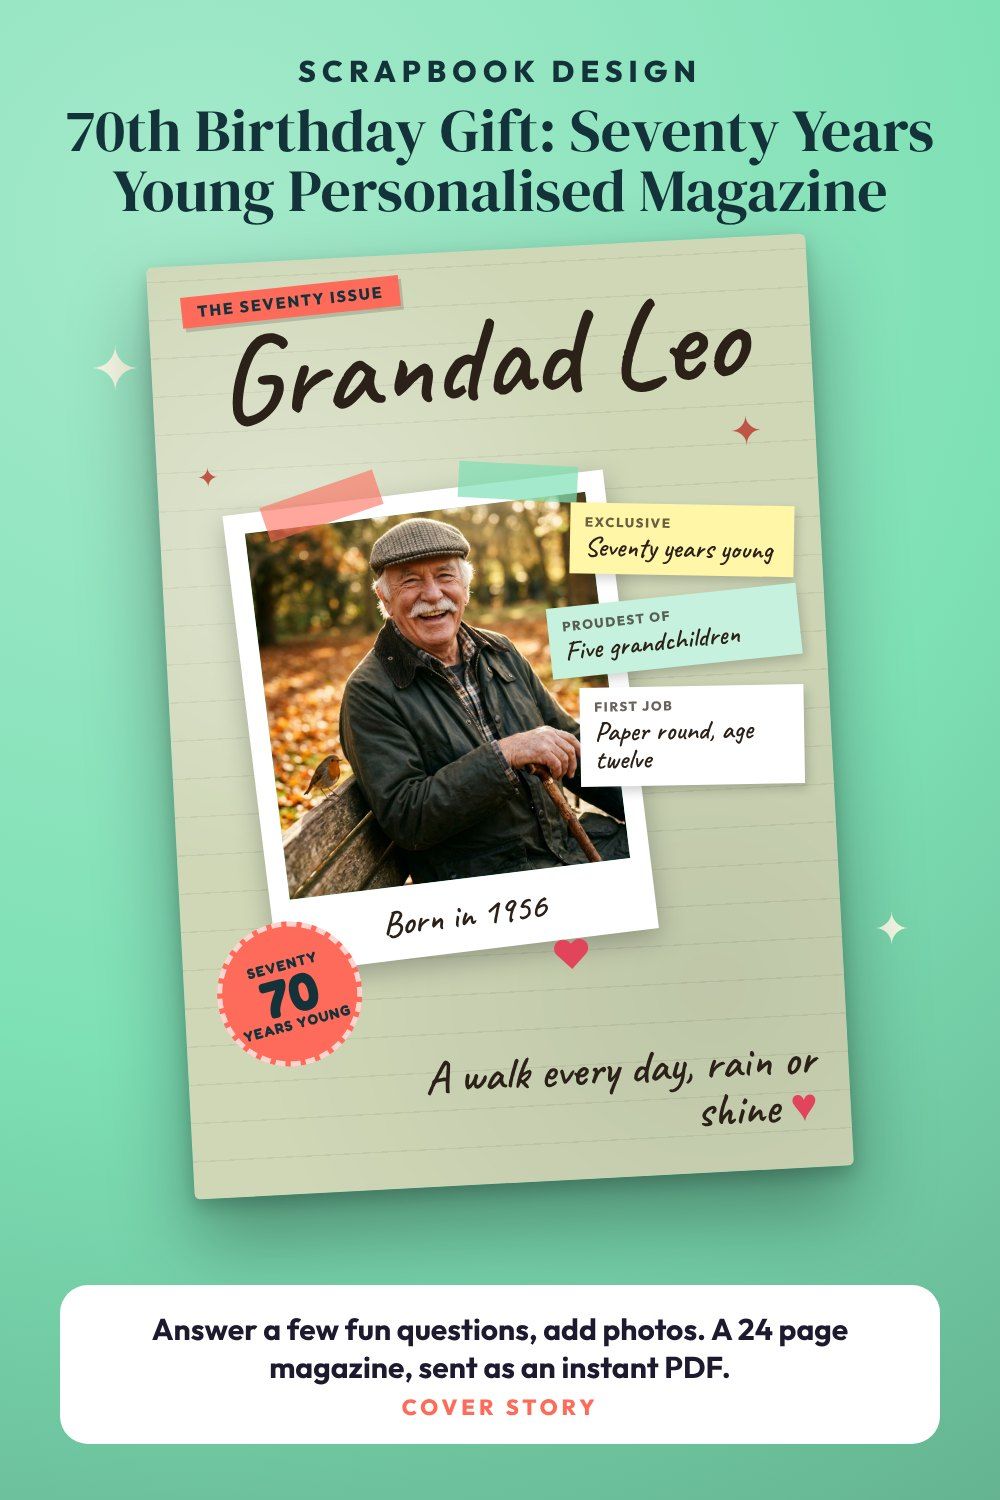 SCRAPBOOK DESIGN
70th Birthday Gift: Seventy Years
Young Personalised Magazine
THE SEVENTY ISSUE
Grandad Leo
EXCLUSIVE
Seventy years young
PROUDEST OF
Five grandchildren
FIRST JOB
Paper round, age
twelve
Born in 1956
SEVENTY
70
YEARS YOUNG
A walk every day, rain or
shine ♥
Answer a few fun questions, add photos. A 24 page
magazine, sent as an instant PDF.
COVER STORY